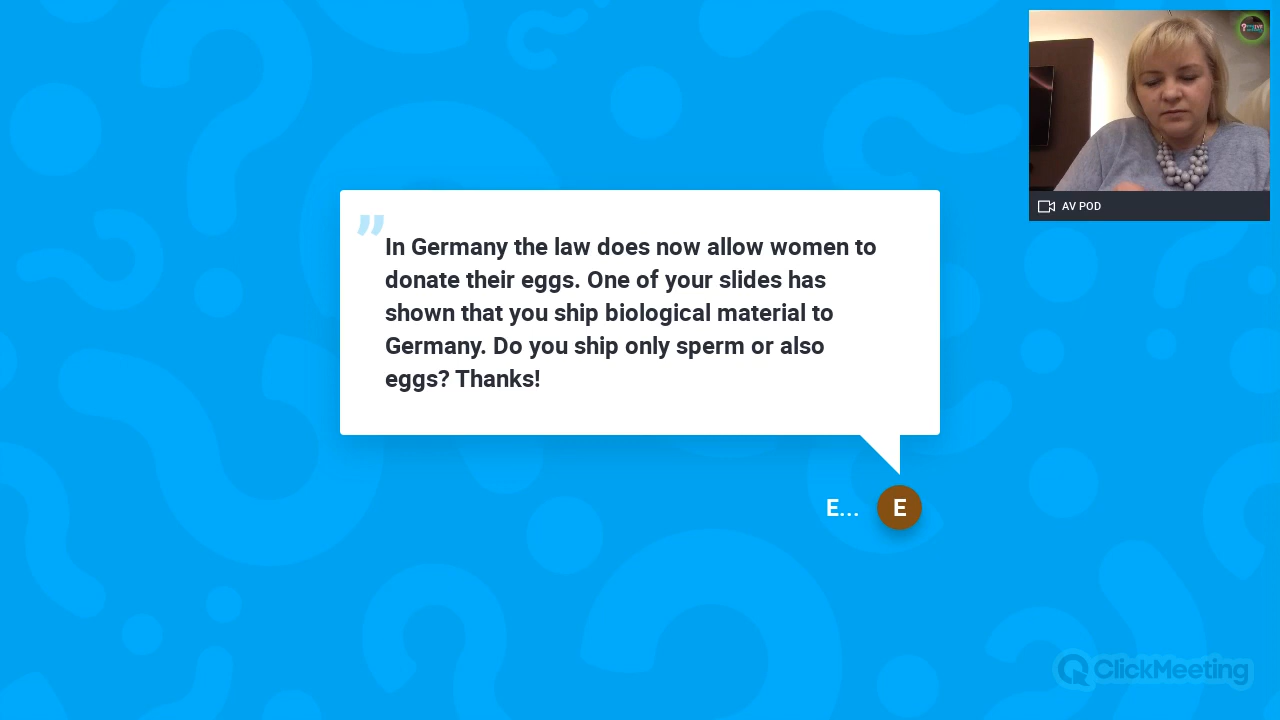 AV POD
”
In Germany the law does now allow women to
donate their eggs. One of your slides has
shown that you ship biological material to
Germany. Do you ship only sperm or also
eggs? Thanks!
E...
E
ClickMeeting